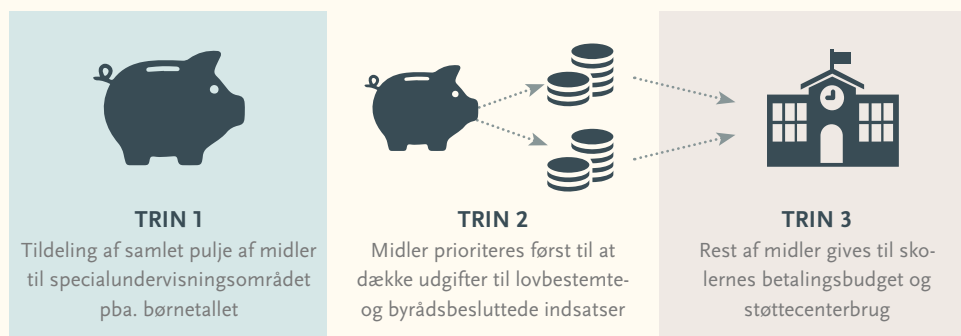 TRIN 1
Tildeling af samlet pulje af midler
til specialundervisningsområdet
pba. børnetallet
TRIN 2
Midler prioriteres først til at
dække udgifter til lovbestemte-
og byrådsbesluttede indsatser
TRIN 3
Rest af midler gives til sko-
lernes betalingsbudget og
støttecenterbrug